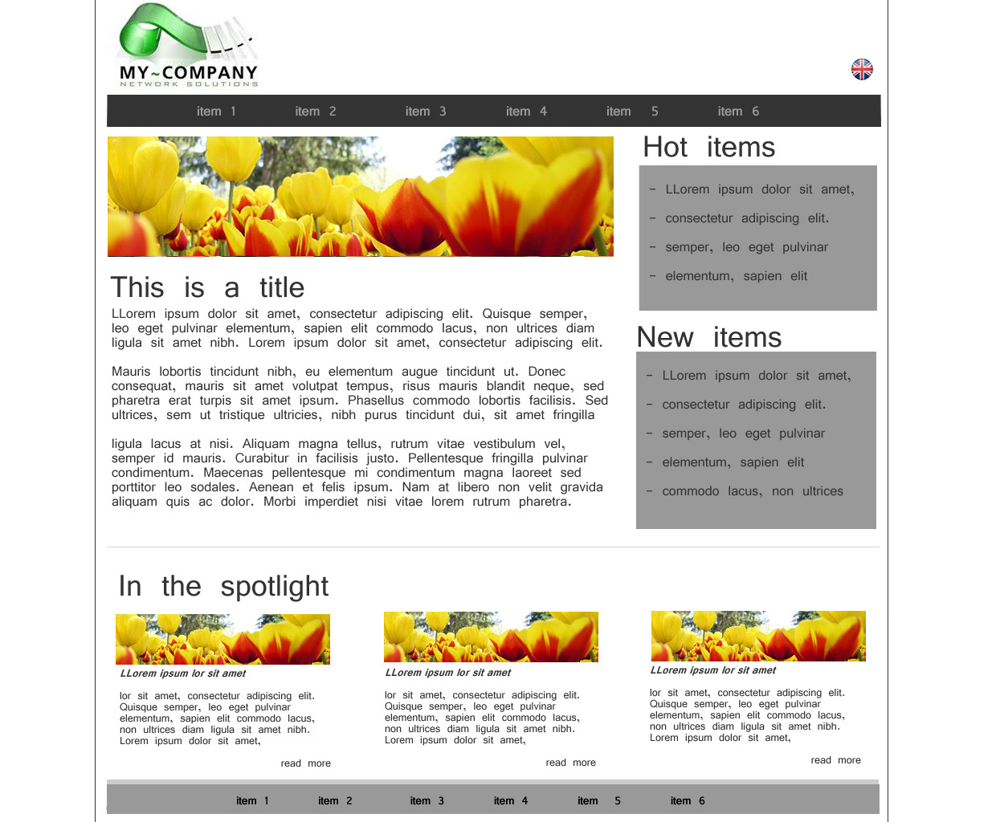 MY~COMPANY
NETWORK SOLUTIONS
item 1 item 2 item 3 item 4 item 5 item 6
This is a title
LLorem ipsum dolor sit amet, consectetur adipiscing elit. Quisque semper,
leo eget pulvinar elementum, sapien elit commodo lacus, non ultrices diam
ligula sit amet nibh. Lorem ipsum dolor sit amet, consectetur adipiscing elit.
Mauris lobortis tincidunt nibh, eu elementum augue tincidunt ut. Donec
consequat, mauris sit amet volutpat tempus, risus mauris blandit neque, sed
pharetra erat turpis sit amet ipsum. Phasellus commodo lobortis facilisis. Sed
ultrices, sem ut tristique ultricies, nibh purus tincidunt dui, sit amet fringilla
ligula lacus at nisi. Aliquam magna tellus, rutrum vitae vestibulum vel,
semper id mauris. Curabitur in facilisis justo. Pellentesque fringilla pulvinar
condimentum. Maecenas pellentesque mi condimentum magna laoreet sed
porttitor leo sodales. Aenean et felis ipsum. Nam at libero non velit gravida
aliquam quis ac dolor. Morbi imperdiet nisi vitae lorem rutrum pharetra.
Hot items
- LLorem ipsum dolor sit amet,
- consectetur adipiscing elit.
- semper, leo eget pulvinar
- elementum, sapien elit
New items
- LLorem ipsum dolor sit amet,
- consectetur adipiscing elit.
- semper, leo eget pulvinar
- elementum, sapien elit
- commodo lacus, non ultrices
In the spotlight
LLorem ipsum lor sit amet
lor sit amet, consectetur adipiscing elit.
Quisque semper, leo eget pulvinar
elementum, sapien elit commodo lacus,
non ultrices diam ligula sit amet nibh.
Lorem ipsum dolor sit amet,
read more
LLorem ipsum lor sit amet
lor sit amet, consectetur adipiscing elit.
Quisque semper, leo eget pulvinar
elementum, sapien elit commodo lacus,
non ultrices diam ligula sit amet nibh.
Lorem ipsum dolor sit amet,
read more
LLorem ipsum lor sit amet
lor sit amet, consectetur adipiscing elit.
Quisque semper, leo eget pulvinar
elementum, sapien elit commodo lacus,
non ultrices diam ligula sit amet nibh.
Lorem ipsum dolor sit amet,
read more
item 1 item 2 item 3 item 4 item 5 item 6